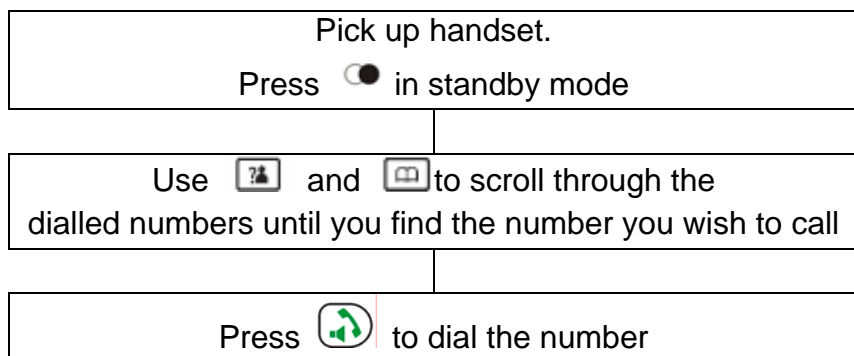 Pick up handset.
Press in standby mode
Use and to scroll through the
dialled numbers until you find the number you wish to call
Press to dial the number